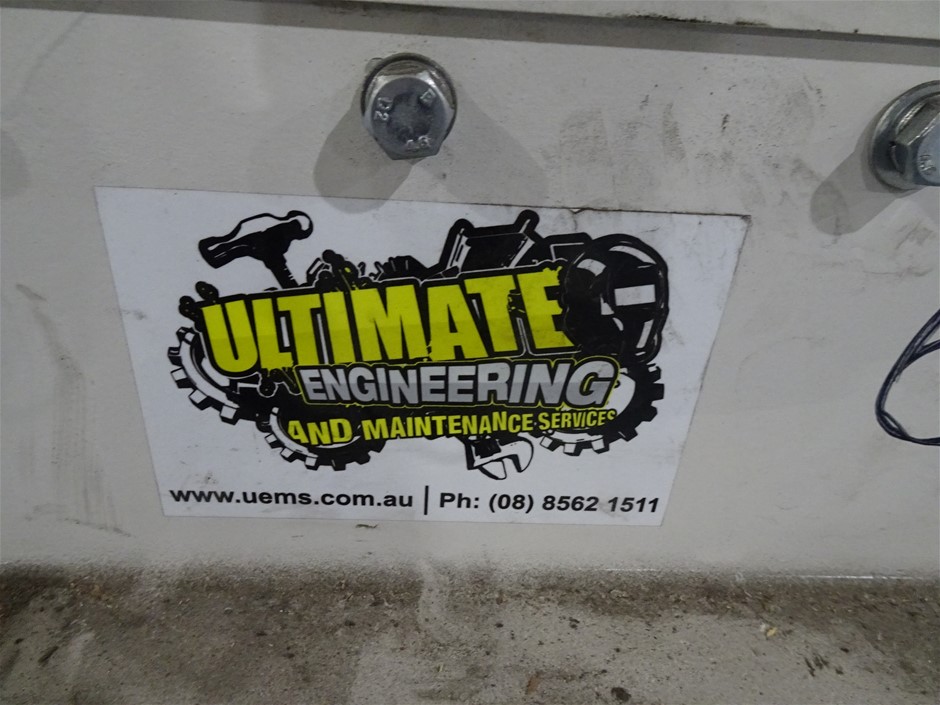 ULTIMATE
ENGINEERING
AND MAINTENANCE SERVICES
www.uems.com.au | Ph: (08) 8562 1511